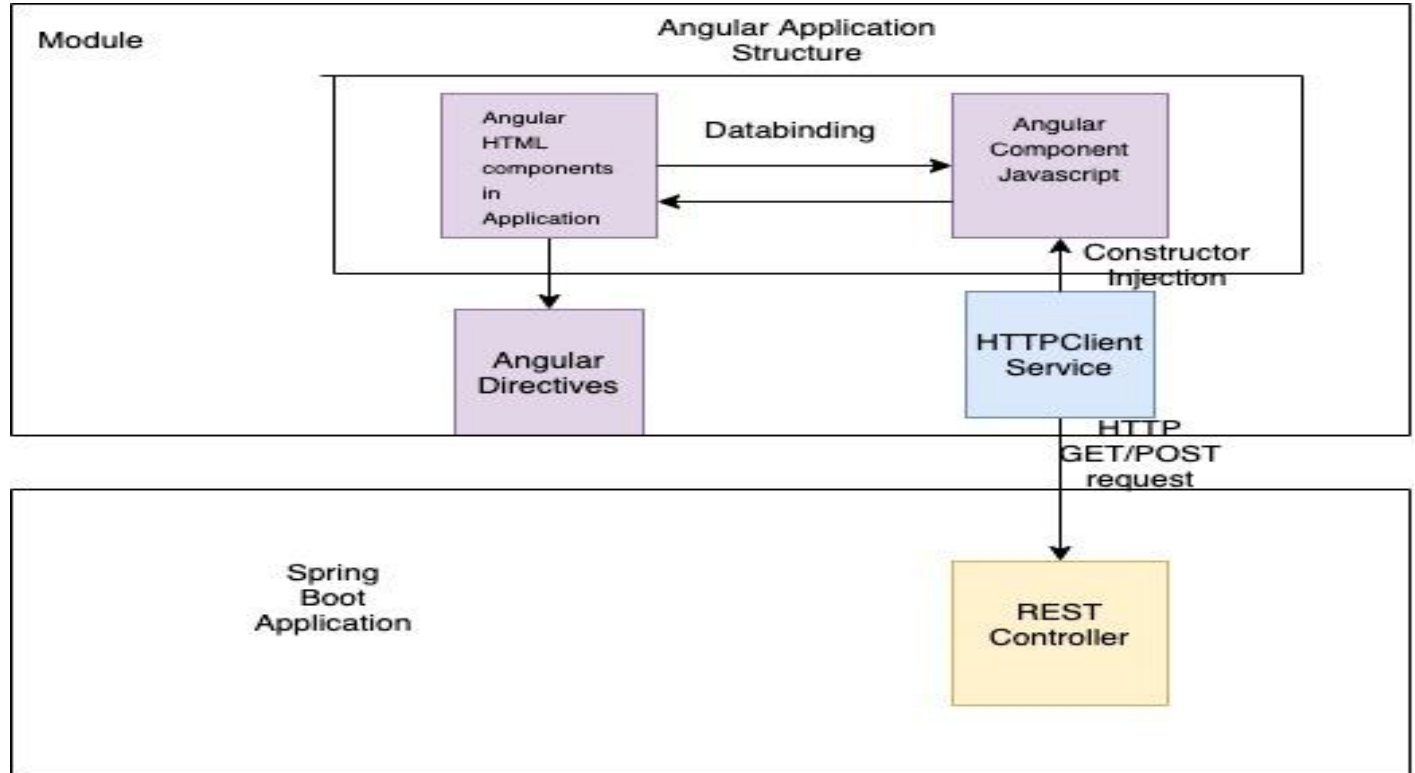 Module
Angular Application
Structure
Angular
HTML
components
in
Application
Databinding
Angular
Component
Javascript
Constructor
Injection
Angular
Directives
HTTPClient
Service
HTTP
GET/POST
request
Spring
Boot
Application
REST
Controller